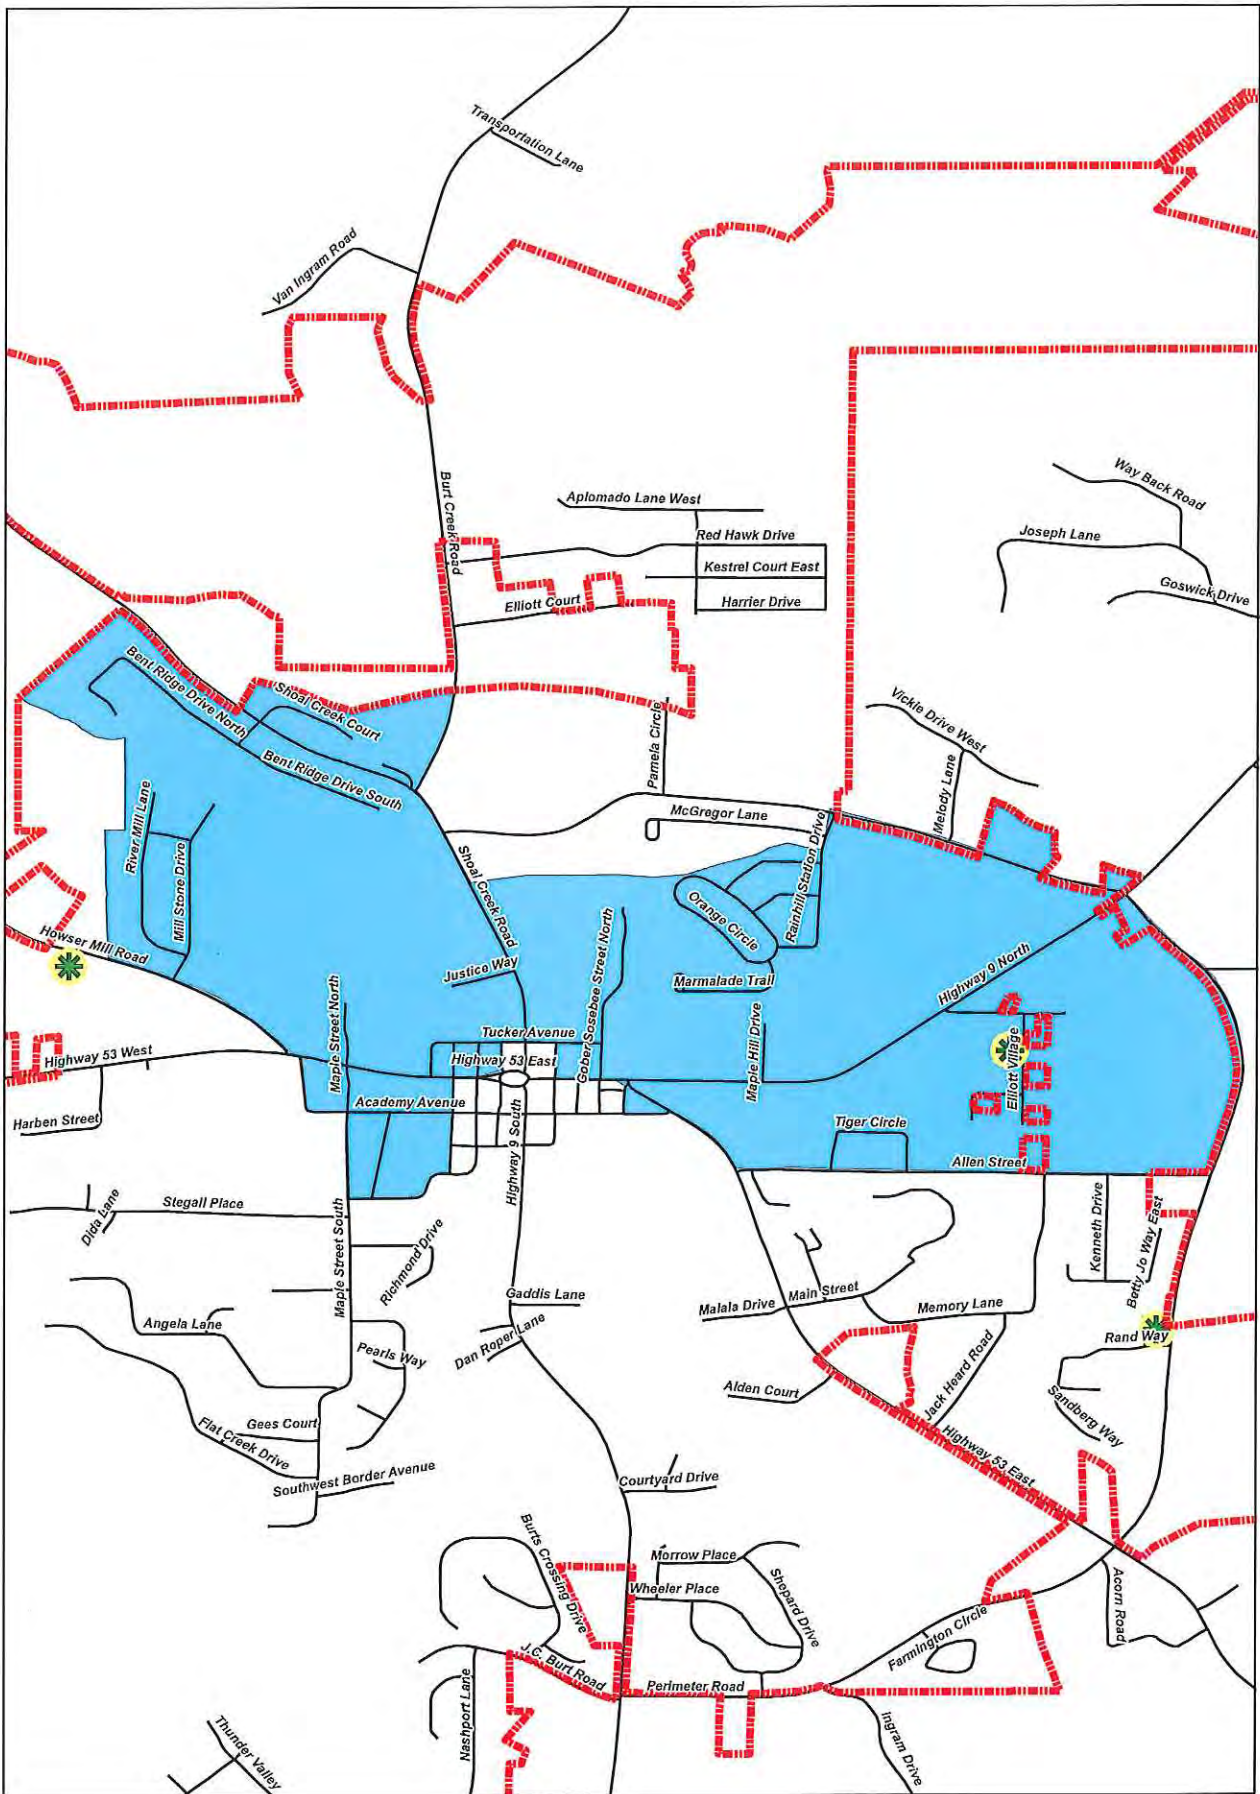 Transportation Lane
Van Ingram Road
Way Back Road
Burt Creek Road
Aplomado Lane West
Red Hawk Drive
Joseph Lane
Kestrel Court East
Goswick Drive
Elliott Court
Harrier Drive
Bent Ridge Drive North
Shoal Creek Court
Vickie Drive West
Pamela Circle
Bent Ridge Drive South
Melody Lane
River Mill Lane
McGregor Lane
Mill Stone Drive
Shoal Creek Road
Rainhill Station Drive
Orange Circle
Howser Mill Road
Gober Sosebee Street North
Justice Way
Marmalade Trail
Highway 9 North
Maple Street North
Tucker Avenue
Maple Hill Drive
Highway 53 West
Highway 53 East
Elliott Village
Academy Avenue
Harben Street
Tiger Circle
Highway 9 South
Allen Street
Stegall Place
Dida Lane
Kenneth Drive
Betty Jo Way East
Maple Street South
Richmond Drive
Gaddis Lane
Malala Drive
Main Street
Memory Lane
Angela Lane
Dan Roper Lane
Rand Way
Pearls Way
Jack Heard Road
Alden Court
Sandberg Way
Gees Court
Flat Creek Drive
Highway 53 East
Southwest Border Avenue
Courtyard Drive
Burts Crossing Drive
Morrow Place
Wheeler Place
Shepard Drive
Acorn Road
Farmington Circle
J.C. Burt Road
Perimeter Road
Nashport Lane
Ingram Drive
Thunder Valley